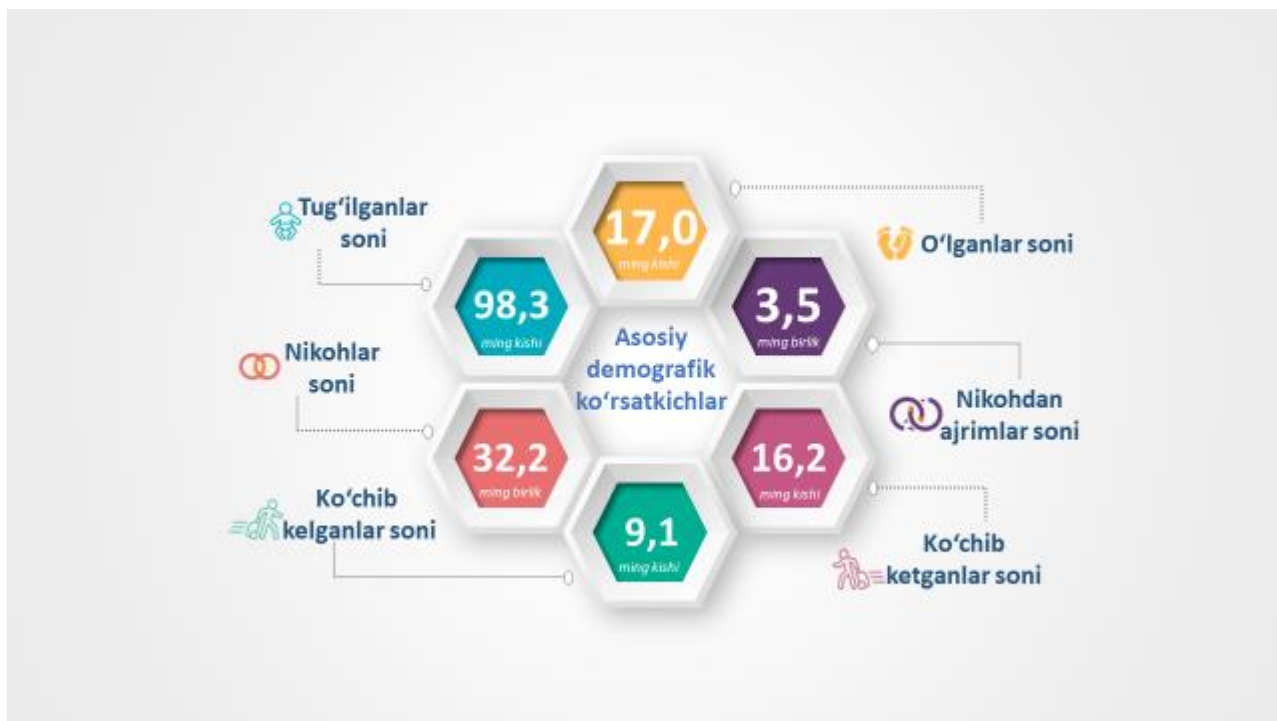 Tug‘ilganlar
soni
98,3
ming kishi
Nikohlar
soni
32,2
ming birlik
Ko‘chib
kelganlar soni
9,1
ming kishi
17,0
ming kishi
O‘lganlar soni
3,5
ming birlik
Nikohdan
ajrimlar soni
16,2
ming kishi
Ko‘chib
ketganlar soni
Asosiy
demografik
ko‘rsatkichlar